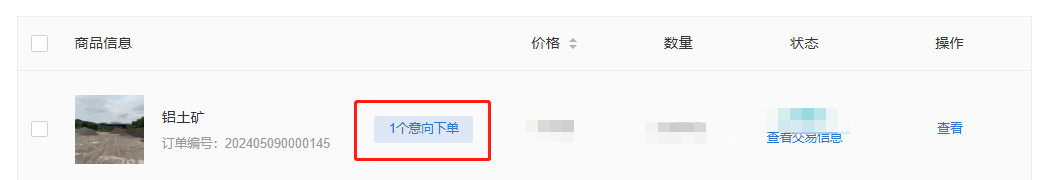 商品信息 价格 数量 状态 操作
铝土矿
订单编号：202405090000145
1个意向下单
查看交易信息
查看